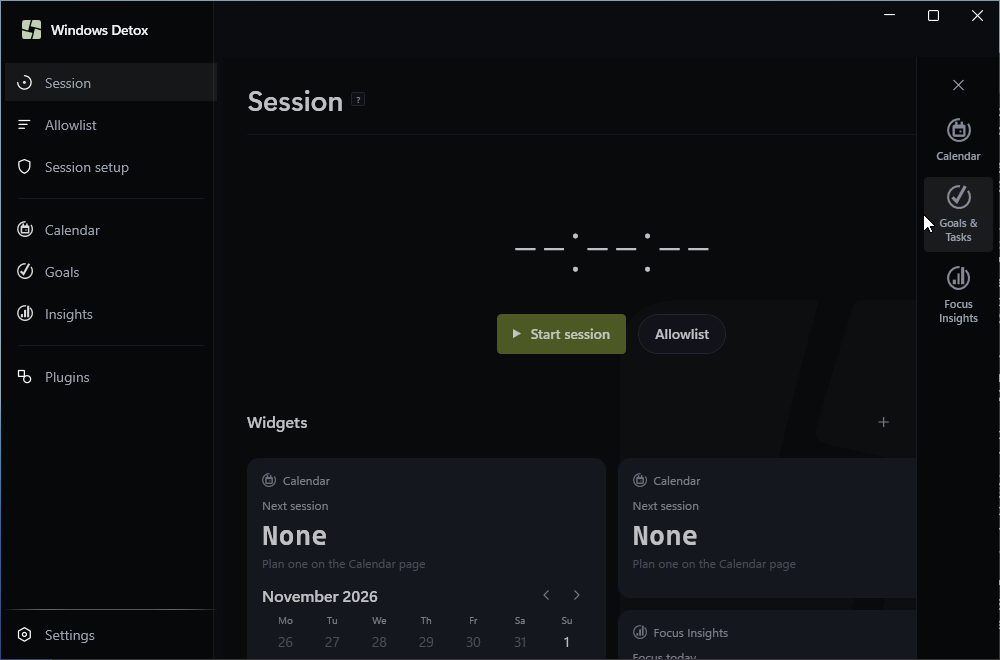 Windows Detox
Session
Allowlist
Session setup
Calendar
Goals
Insights
Plugins
Settings
Session ?
Start session
Allowlist
Widgets
Calendar
Next session
None
Plan one on the Calendar page
November 2026
Mo Tu We Th Fr Sa Su
26 27 28 29 30 31 1
Calendar
Next session
None
Plan one on the Calendar page
Focus Insights
Focus today
Calendar
Goals &
Tasks
Focus
Insights